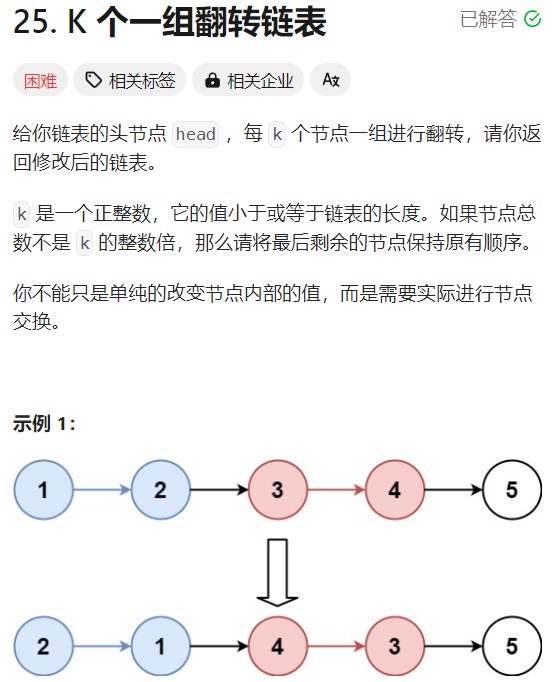 25. K 个一组翻转链表
已解答
困难 相关标签 相关企业
给你链表的头节点 head ，每 k 个节点一组进行翻转，请你返
回修改后的链表。
k 是一个正整数，它的值小于或等于链表的长度。如果节点总
数不是 k 的整数倍，那么请将最后剩余的节点保持原有顺序。
你不能只是单纯的改变节点内部的值，而是需要实际进行节点
交换。
示例 1：
1 2 3 4 5
2 1 4 3 5